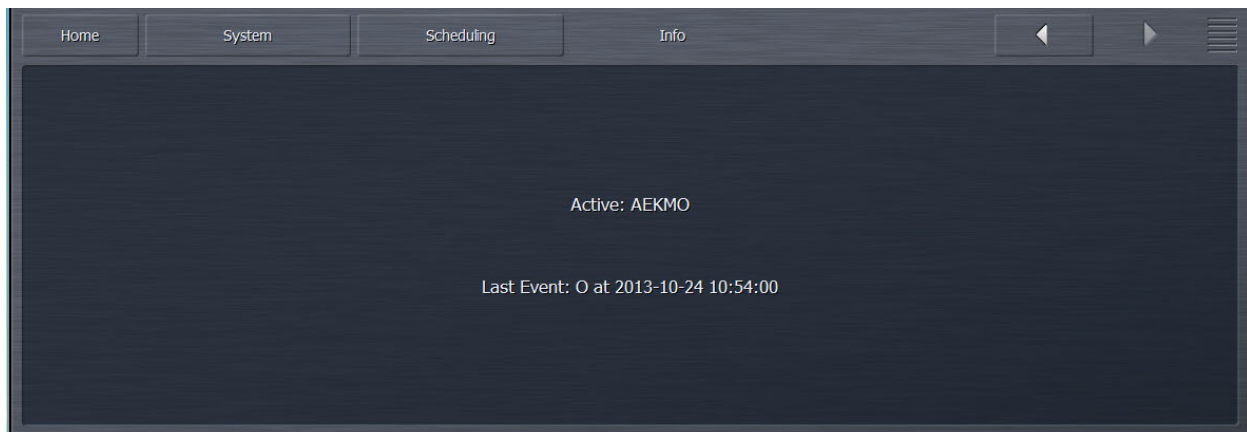 Home System Scheduling Info
Active: AEKMO
Last Event: O at 2013-10-24 10:54:00